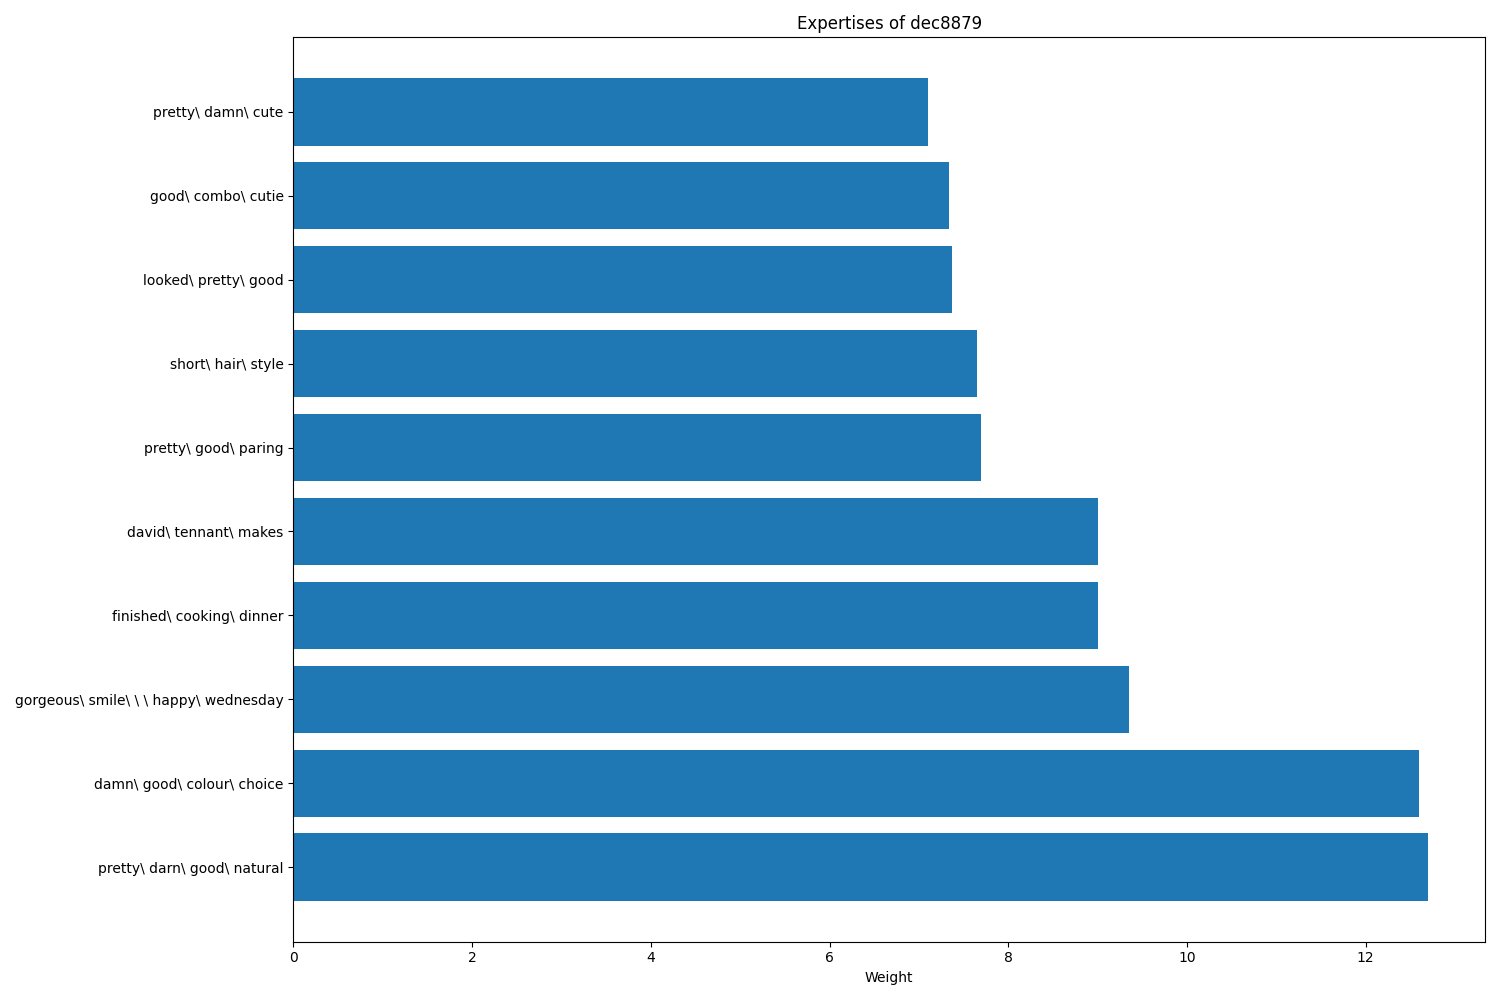 Expertises of dec8879
pretty\ damn\ cute
good\ combo\ cutie
looked\ pretty\ good
short\ hair\ style
pretty\ good\ paring
david\ tennant\ makes
finished\ cooking\ dinner
gorgeous\ smile\ \ \ happy\ wednesday
damn\ good\ colour\ choice
pretty\ darn\ good\ natural
0 2 4 6 8 10 12
Weight